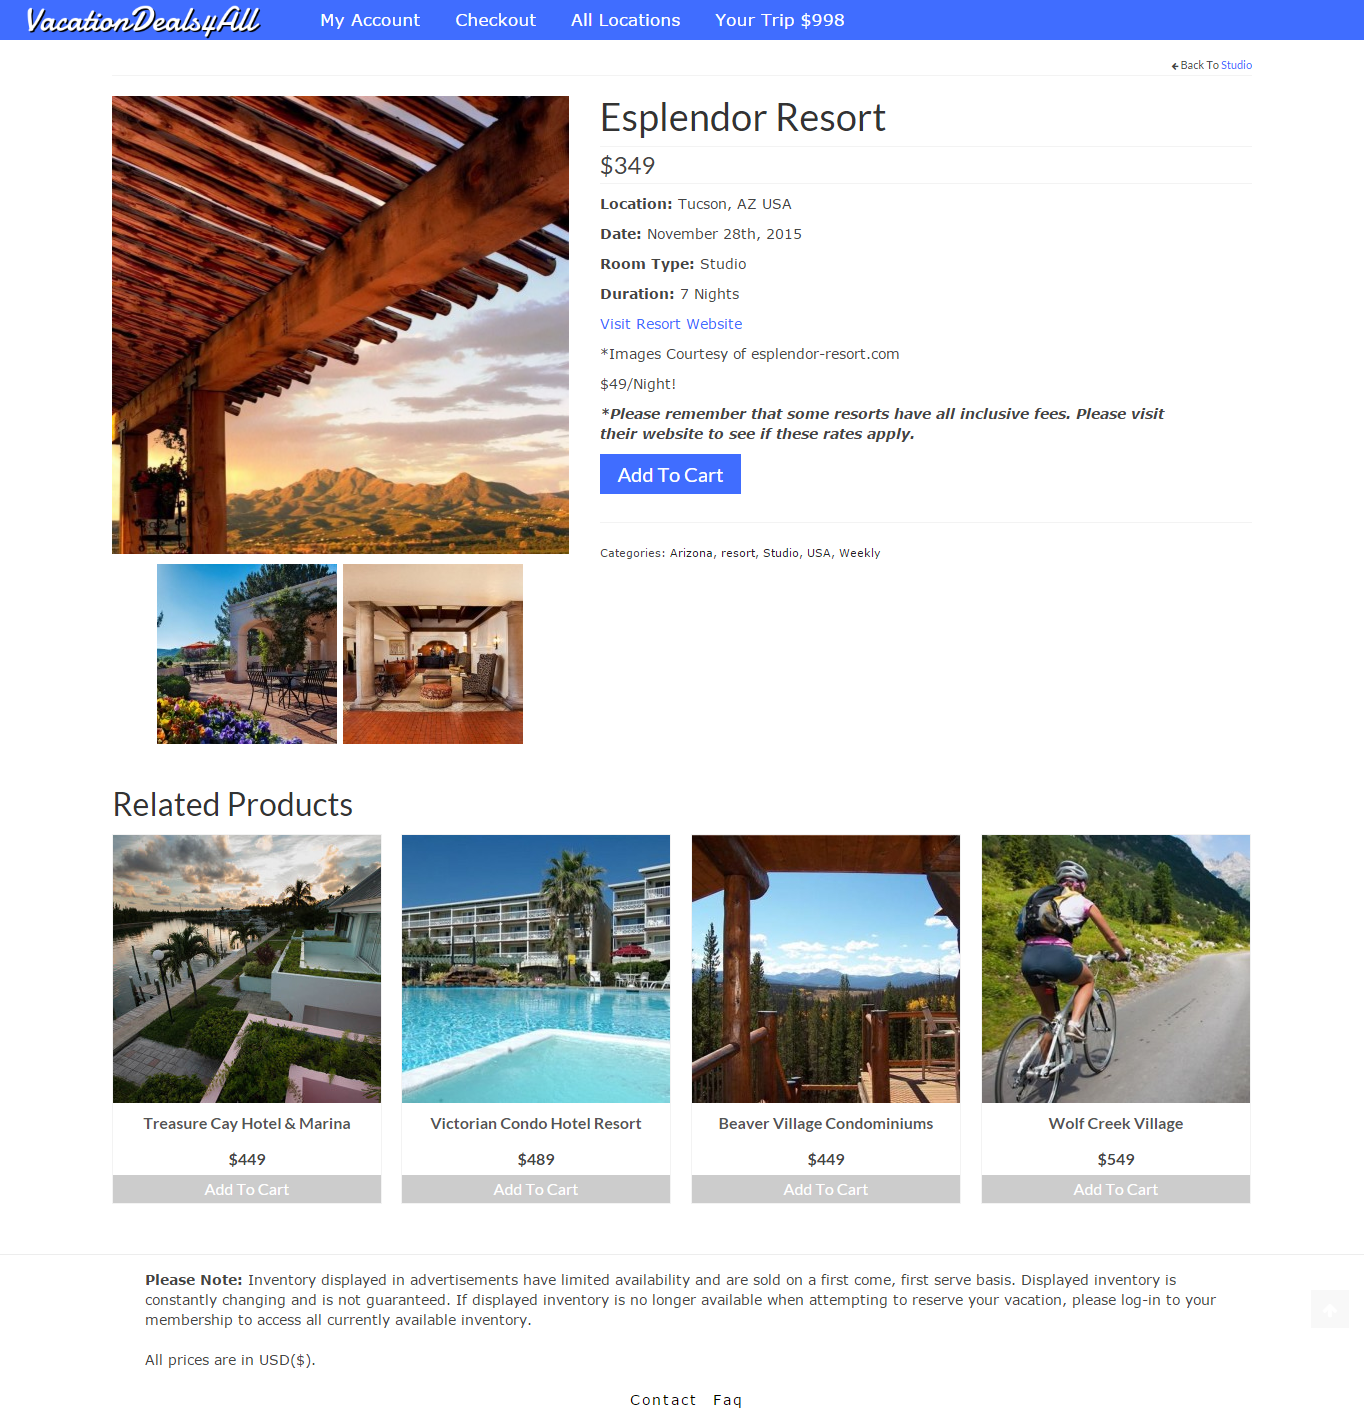 VacationDeals4All
My Account
Checkout
All Locations
Your Trip $998
Back To Studio
Esplendor Resort
$349
Location: Tucson, AZ USA
Date: November 28th, 2015
Room Type: Studio
Duration: 7 Nights
Visit Resort Website
*Images Courtesy of esplendor-resort.com
$49/Night!
*Please remember that some resorts have all inclusive fees. Please visit
their website to see if these rates apply.
Add To Cart
Categories: Arizona, resort, Studio, USA, Weekly
Related Products
Treasure Cay Hotel & Marina
$449
Add To Cart
Victorian Condo Hotel Resort
$489
Add To Cart
Beaver Village Condominiums
$449
Add To Cart
Wolf Creek Village
$549
Add To Cart
Please Note: Inventory displayed in advertisements have limited availability and are sold on a first come, first serve basis. Displayed inventory is
constantly changing and is not guaranteed. If displayed inventory is no longer available when attempting to reserve your vacation, please log-in to your
membership to access all currently available inventory.
All prices are in USD($).
Contact
Faq